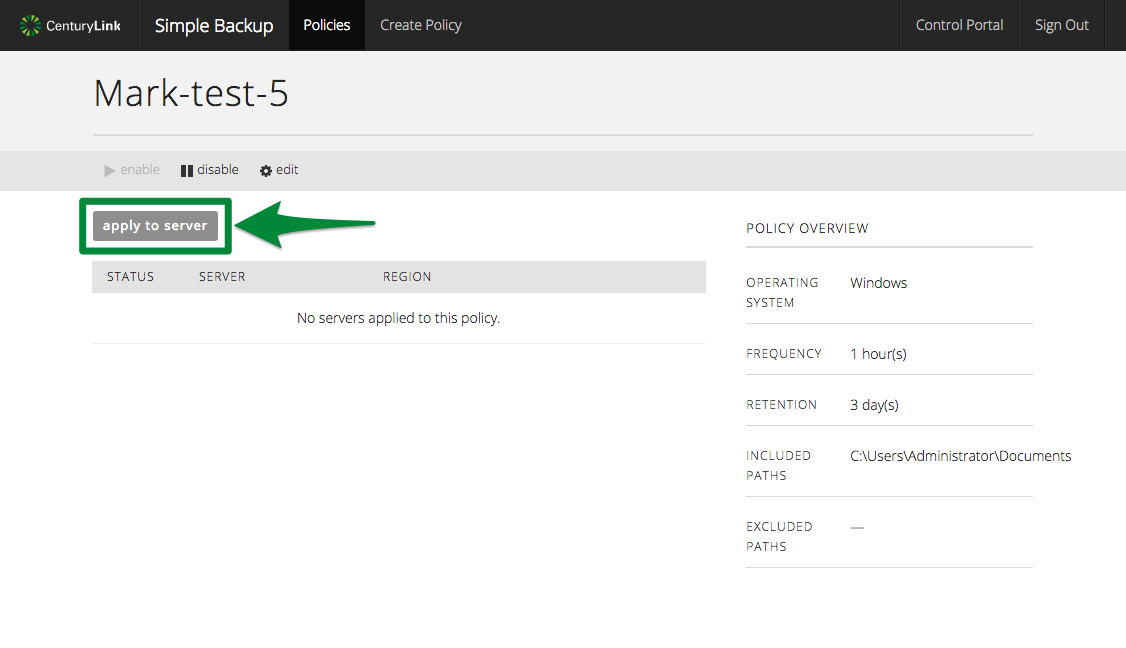 CenturyLink Simple Backup Policies Create Policy Control Portal Sign Out
Mark-test-5
enable disable edit
apply to server
STATUS SERVER REGION
No servers applied to this policy.
POLICY OVERVIEW
OPERATING SYSTEM Windows
FREQUENCY 1 hour(s)
RETENTION 3 day(s)
INCLUDED PATHS C:\Users\Administrator\Documents
EXCLUDED PATHS —